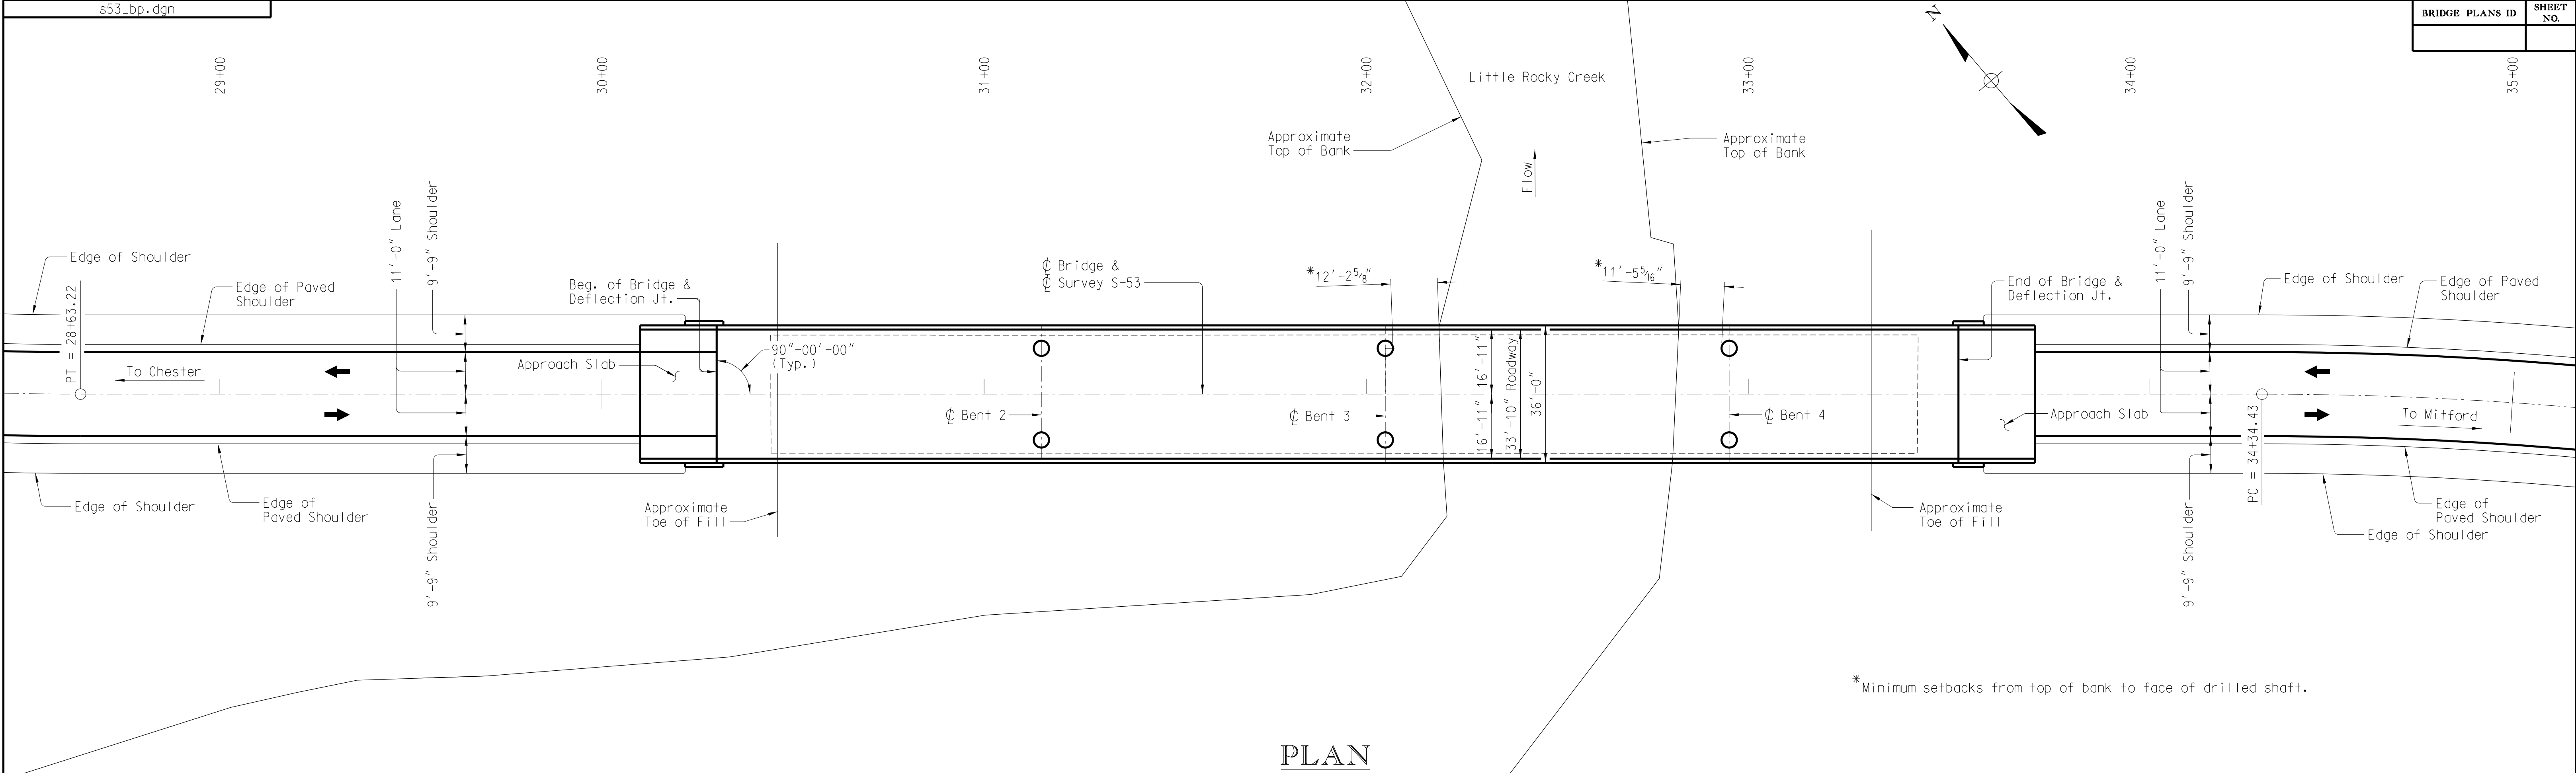 s53_bp.dgn
BRIDGE PLANS ID
SHEET
NO.
29+00
30+00
31+00
32+00
33+00
34+00
35+00
N
Little Rocky Creek
Approximate
Top of Bank
Approximate
Top of Bank
Flow
11'-0" Lane
9'-9" Shoulder
11'-0" Lane
9'-9" Shoulder
Edge of Shoulder
PT = 28+63.22
Edge of Paved
Shoulder
Beg. of Bridge &
Deflection Jt.
℄ Bridge &
℄ Survey S-53
*12'-2⅝"
*11'-5⁵⁄₁₆"
End of Bridge &
Deflection Jt.
Edge of Shoulder
Edge of Paved
Shoulder
To Chester
Approach Slab
90"-00'-00"
(Typ.)
℄ Bent 2
℄ Bent 3
16'-11"
16'-11"
33'-10" Roadway
36'-0"
℄ Bent 4
Approach Slab
PC = 34+34.43
To Mitford
Edge of Shoulder
Edge of
Paved Shoulder
9'-9" Shoulder
Approximate
Toe of Fill
Approximate
Toe of Fill
9'-9" Shoulder
Edge of
Paved Shoulder
Edge of Shoulder
*Minimum setbacks from top of bank to face of drilled shaft.
PLAN